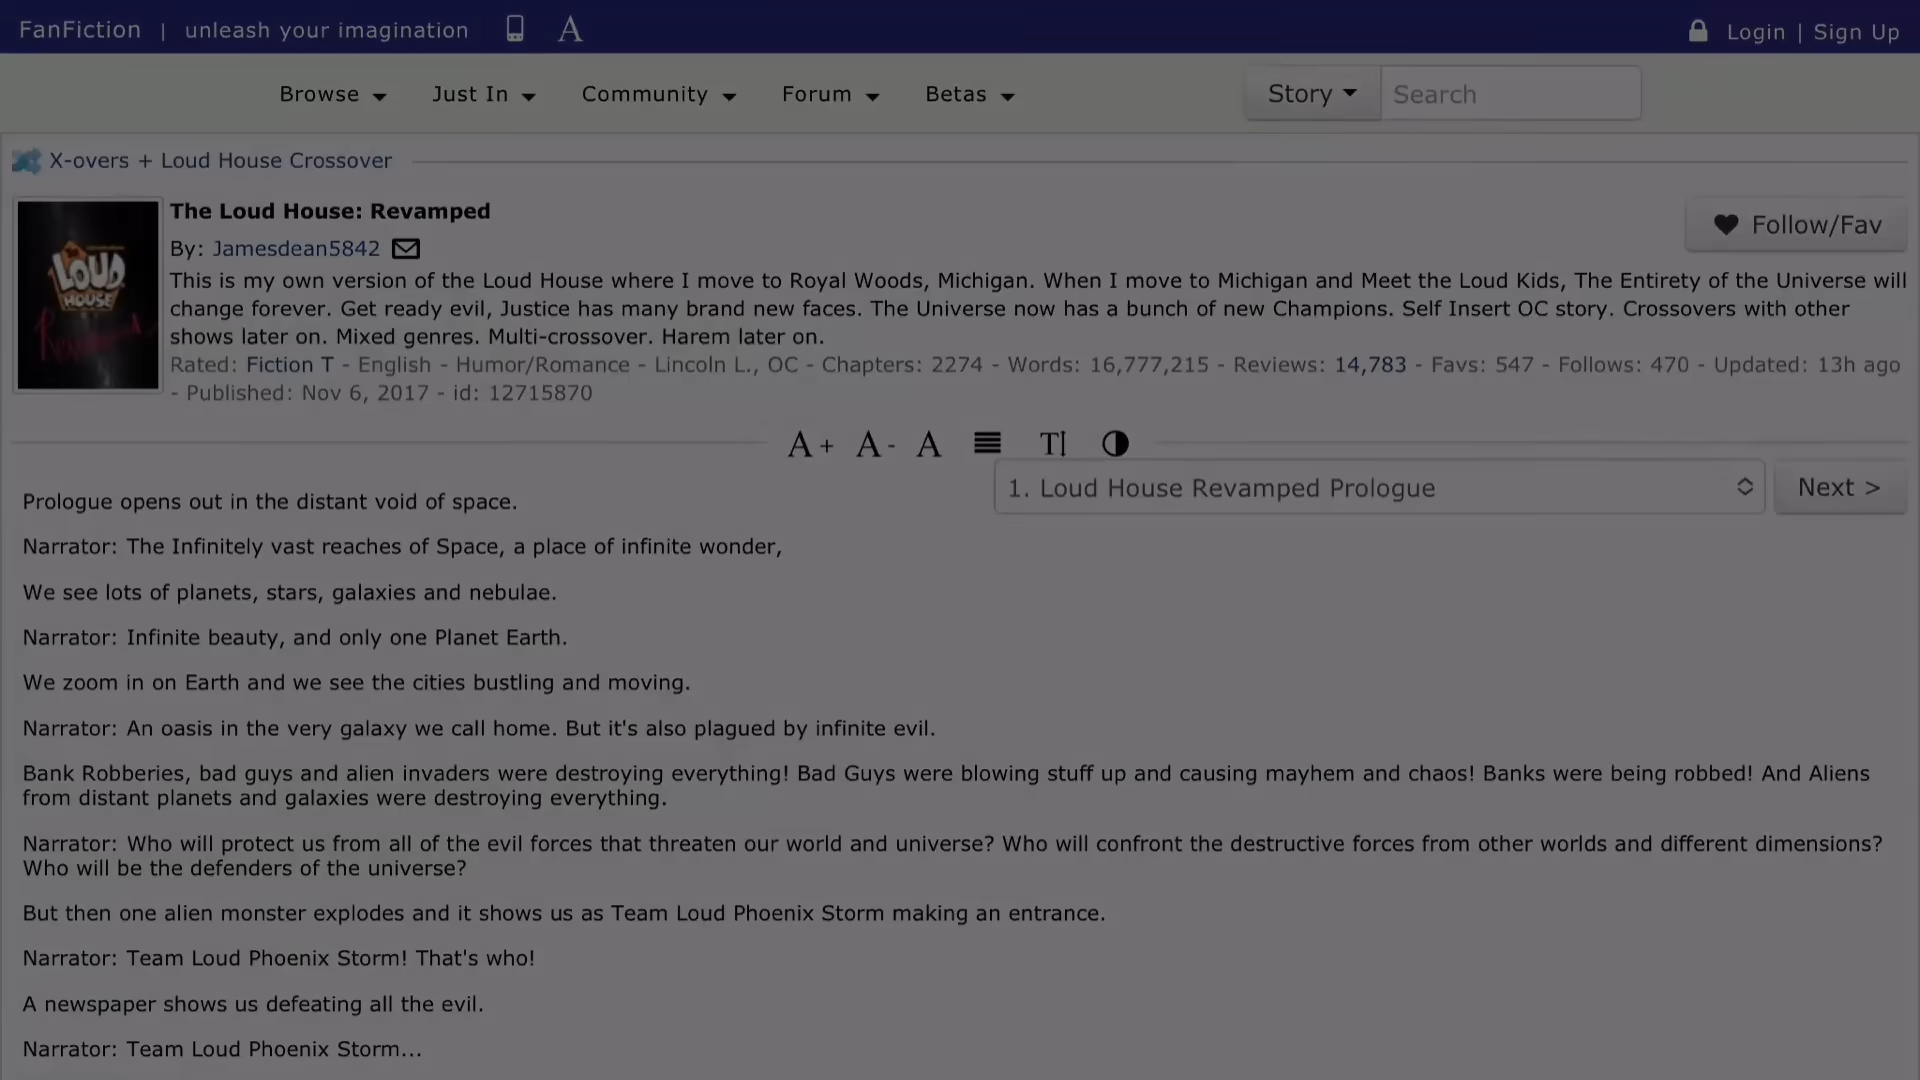 FanFiction | unleash your imagination A Login | Sign Up
Browse Just In Community Forum Betas Story Search
X-overs + Loud House Crossover
LOUD
HOUSE
Revamped
The Loud House: Revamped
Follow/Fav
By: Jamesdean5842
This is my own version of the Loud House where I move to Royal Woods, Michigan. When I move to Michigan and Meet the Loud Kids, The Entirety of the Universe will
change forever. Get ready evil, Justice has many brand new faces. The Universe now has a bunch of new Champions. Self Insert OC story. Crossovers with other
shows later on. Mixed genres. Multi-crossover. Harem later on.
Rated: Fiction T - English - Humor/Romance - Lincoln L., OC - Chapters: 2274 - Words: 16,777,215 - Reviews: 14,783 - Favs: 547 - Follows: 470 - Updated: 13h ago
- Published: Nov 6, 2017 - id: 12715870
A + A - A T
1. Loud House Revamped Prologue Next >
Prologue opens out in the distant void of space.
Narrator: The Infinitely vast reaches of Space, a place of infinite wonder,
We see lots of planets, stars, galaxies and nebulae.
Narrator: Infinite beauty, and only one Planet Earth.
We zoom in on Earth and we see the cities bustling and moving.
Narrator: An oasis in the very galaxy we call home. But it's also plagued by infinite evil.
Bank Robberies, bad guys and alien invaders were destroying everything! Bad Guys were blowing stuff up and causing mayhem and chaos! Banks were being robbed! And Aliens
from distant planets and galaxies were destroying everything.
Narrator: Who will protect us from all of the evil forces that threaten our world and universe? Who will confront the destructive forces from other worlds and different dimensions?
Who will be the defenders of the universe?
But then one alien monster explodes and it shows us as Team Loud Phoenix Storm making an entrance.
Narrator: Team Loud Phoenix Storm! That's who!
A newspaper shows us defeating all the evil.
Narrator: Team Loud Phoenix Storm...